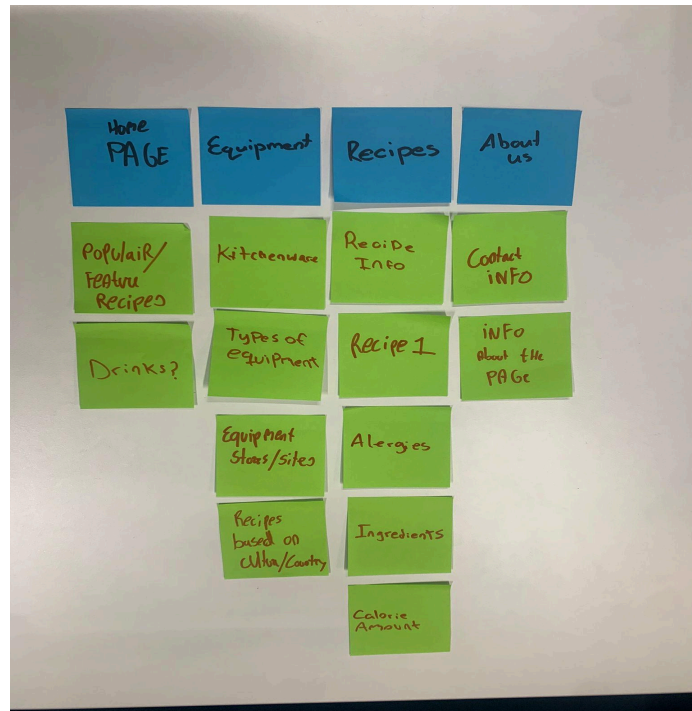 Home
PAGE
Equipment
Recipes
About
us
Populair/
Featuru
Recipes
Kitchenware
Recipe
Info
Contact
iNFO
Drinks?
Types of
equipment
Recipe 1
iNFO
About the
PAGe
Equipment
Stores/sites
Alergies
Recipes
based on
Cultur/Country
Ingredients
Calorie
Amount